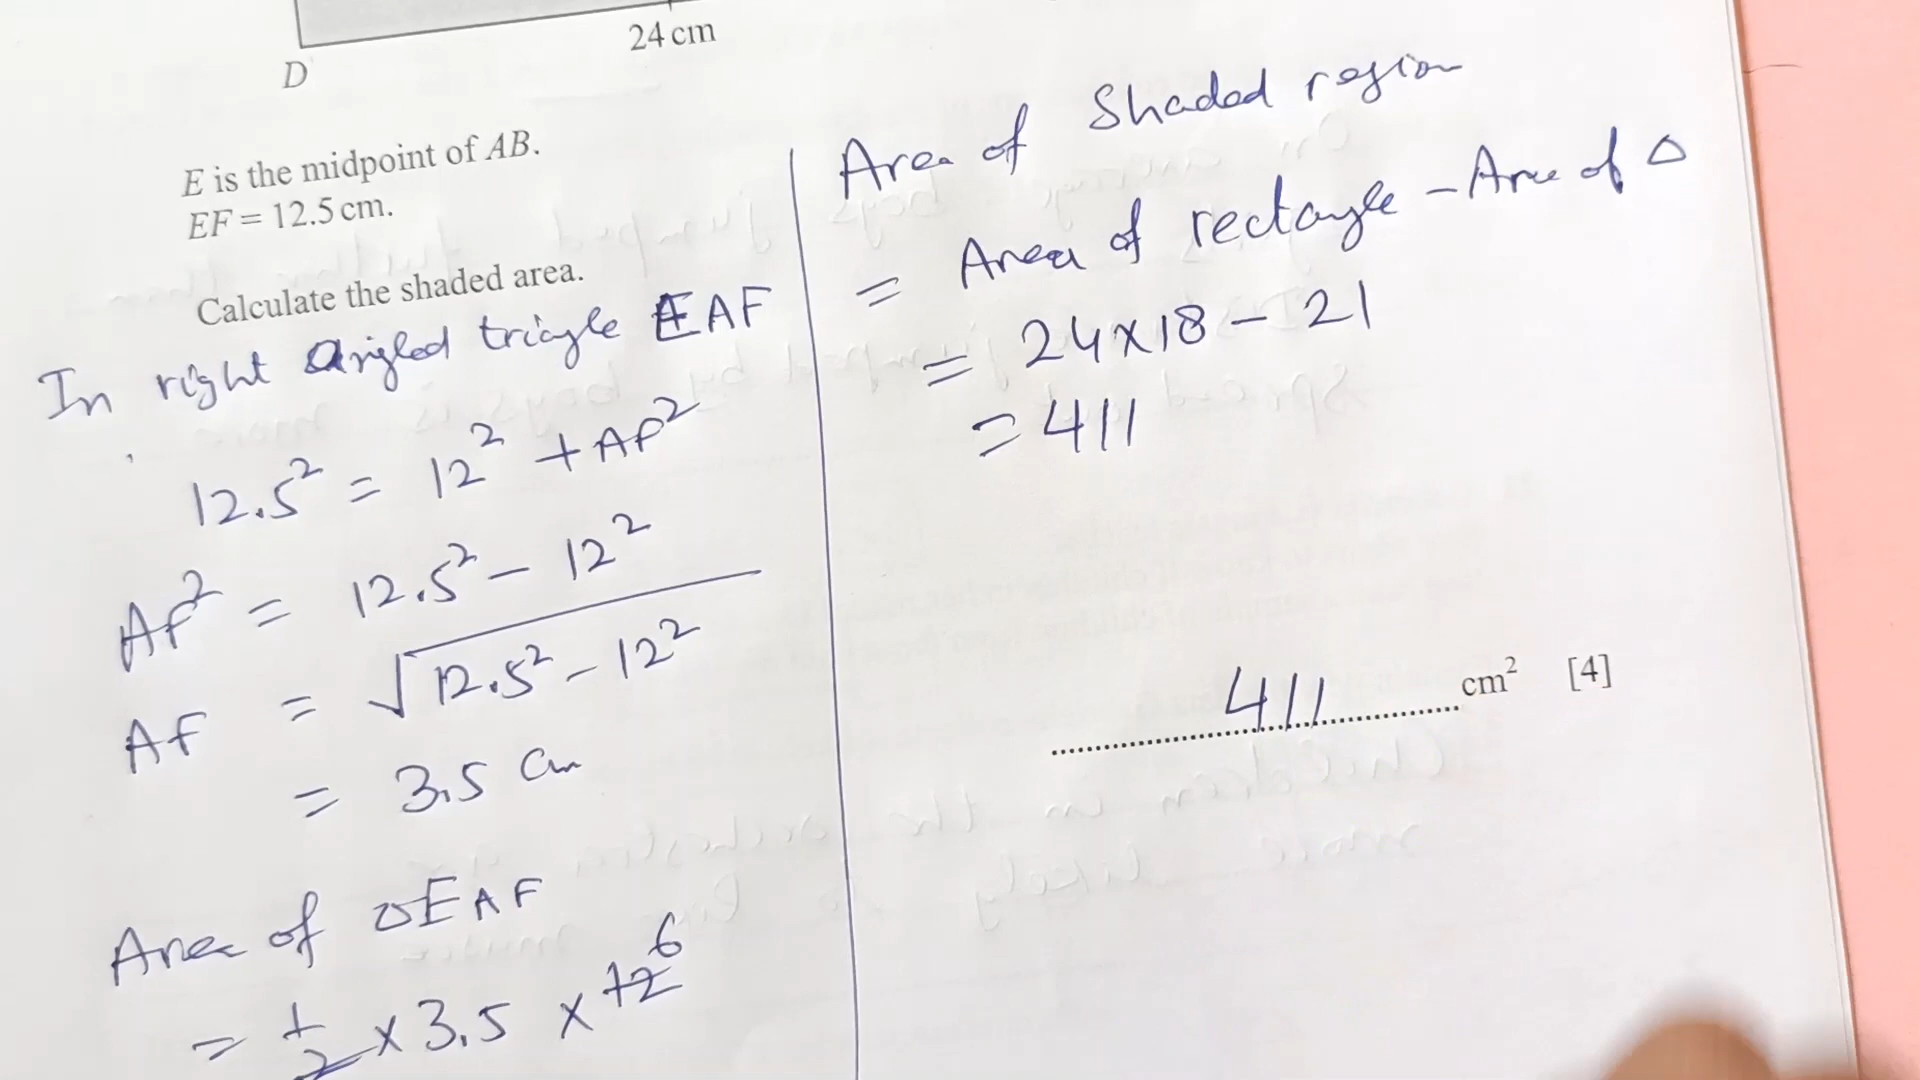 24 cm
D
E is the midpoint of AB.
EF = 12.5 cm.
Calculate the shaded area.
In right Angled triangle EAF
12.5² = 12² + AF²
AF² = 12.5² - 12²
AF = √12.5² - 12²
= 3.5 cm
Area of △EAF
= 1/2 × 3.5 × 12 6
Area of Shaded region
= Area of rectangle - Area of △
= 24 × 18 - 21
= 411
411 cm² [4]